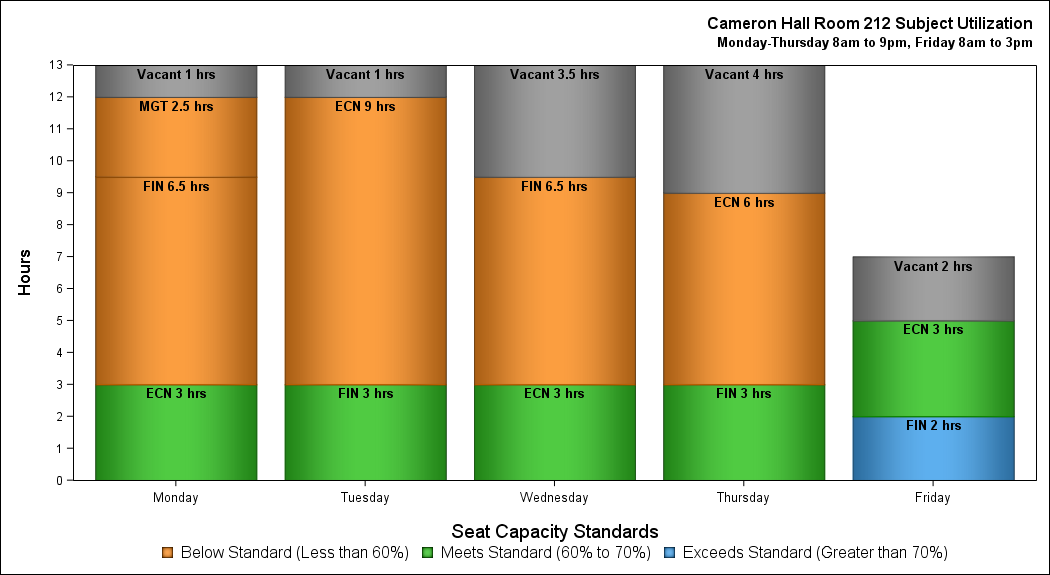 Cameron Hall Room 212 Subject Utilization
Monday-Thursday 8am to 9pm, Friday 8am to 3pm
13
12
11
10
9
8
7
6
5
4
3
2
1
0
Hours
Vacant 1 hrs
MGT 2.5 hrs
FIN 6.5 hrs
ECN 3 hrs
Vacant 1 hrs
ECN 9 hrs
FIN 3 hrs
Vacant 3.5 hrs
FIN 6.5 hrs
ECN 3 hrs
Vacant 4 hrs
ECN 6 hrs
FIN 3 hrs
Vacant 2 hrs
ECN 3 hrs
FIN 2 hrs
Monday Tuesday Wednesday Thursday Friday
Seat Capacity Standards
Below Standard (Less than 60%) Meets Standard (60% to 70%) Exceeds Standard (Greater than 70%)